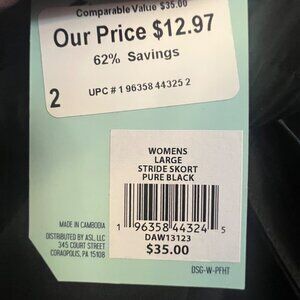 Comparable Value $35.00
Our Price $12.97
62% Savings
2
UPC # 1 96358 44325 2
WOMENS
LARGE
STRIDE SKORT
PURE BLACK
1 96358 44324 5
DAW13123
$35.00
MADE IN CAMBODIA
DISTRIBUTED BY ASL, LLC
345 COURT STREET
CORAOPOLIS, PA 15108
DSG-W-PFHT